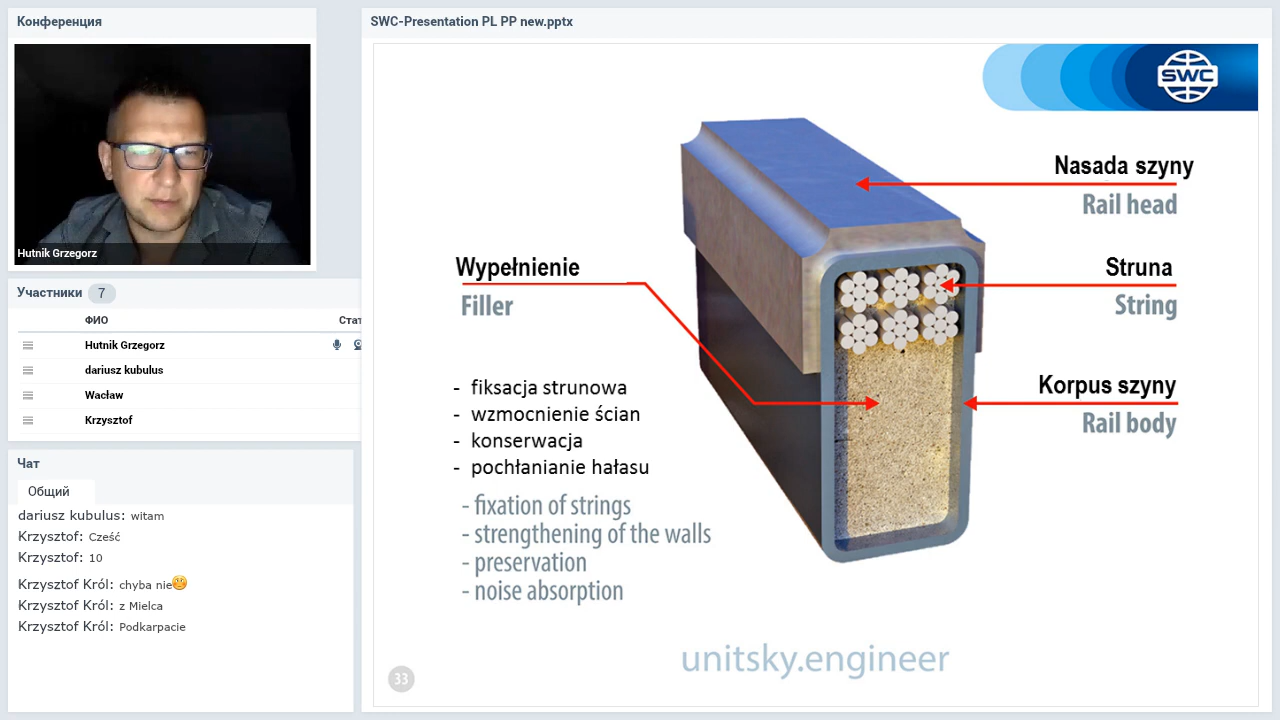 Конференция
Hutnik Grzegorz
Участники 7
ФИО
Стат
Hutnik Grzegorz
dariusz kubulus
Wacław
Krzysztof
Чат
Общий
dariusz kubulus: witam
Krzysztof: Cześć
Krzysztof: 10
Krzysztof Król: chyba nie
Krzysztof Król: z Mielca
Krzysztof Król: Podkarpacie
SWC-Presentation PL PP new.pptx
SWC
Nasada szyny
Rail head
Wypełnienie
Filler
Struna
String
Korpus szyny
Rail body
- fiksacja strunowa
- wzmocnienie ścian
- konserwacja
- pochłanianie hałasu
- fixation of strings
- strengthening of the walls
- preservation
- noise absorption
unitsky.engineer
33